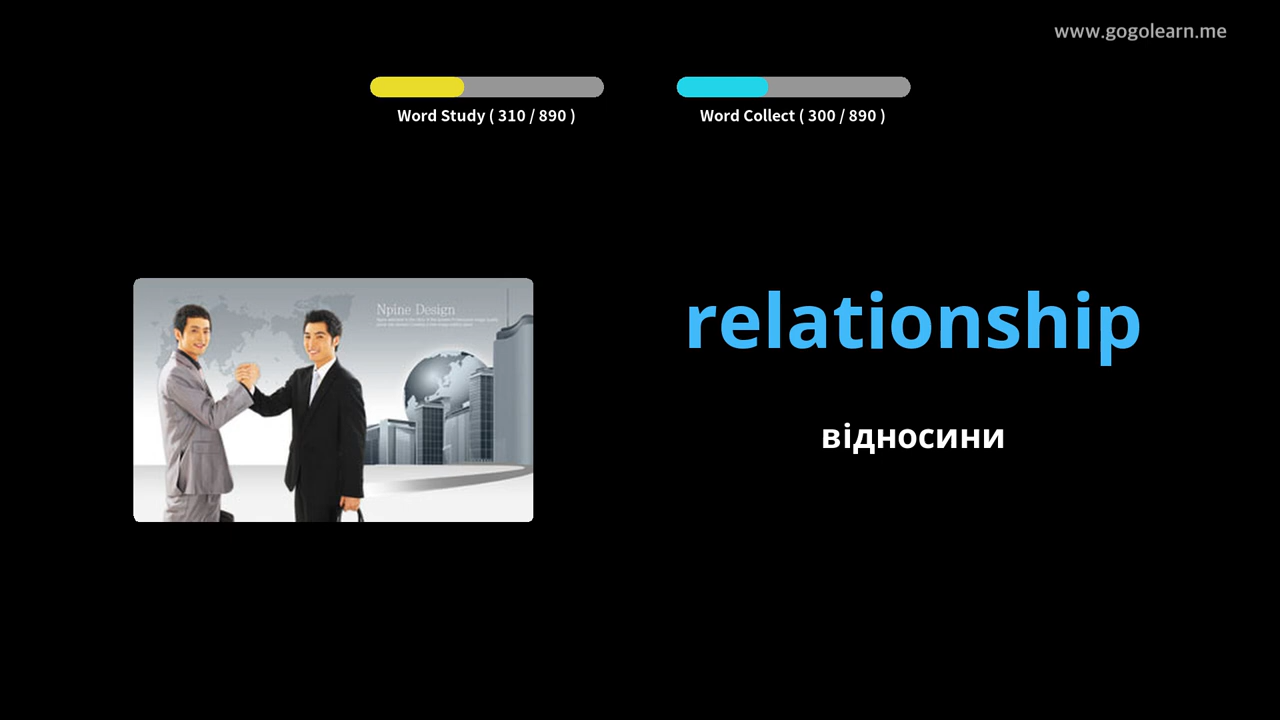 www.gogolearn.me
Word Study ( 310 / 890 )
Word Collect ( 300 / 890 )
Npine Design
relationship
відносини